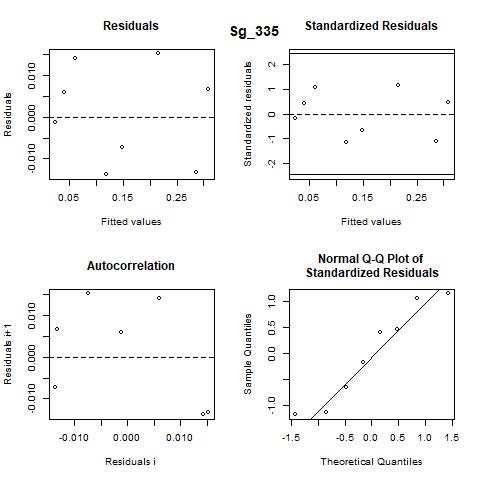 Sg_335
Residuals
Residuals
-0.010 0.000 0.010
0.05 0.15 0.25
Fitted values
Standardized Residuals
Standardized residuals
-2 -1 0 1 2
0.05 0.15 0.25
Fitted values
Autocorrelation
Residuals i+1
-0.010 0.000 0.010
-0.010 0.000 0.010
Residuals i
Normal Q-Q Plot of
Standardized Residuals
Sample Quantiles
-1.0 0.0 0.5 1.0
-1.5 -0.5 0.0 0.5 1.0 1.5
Theoretical Quantiles